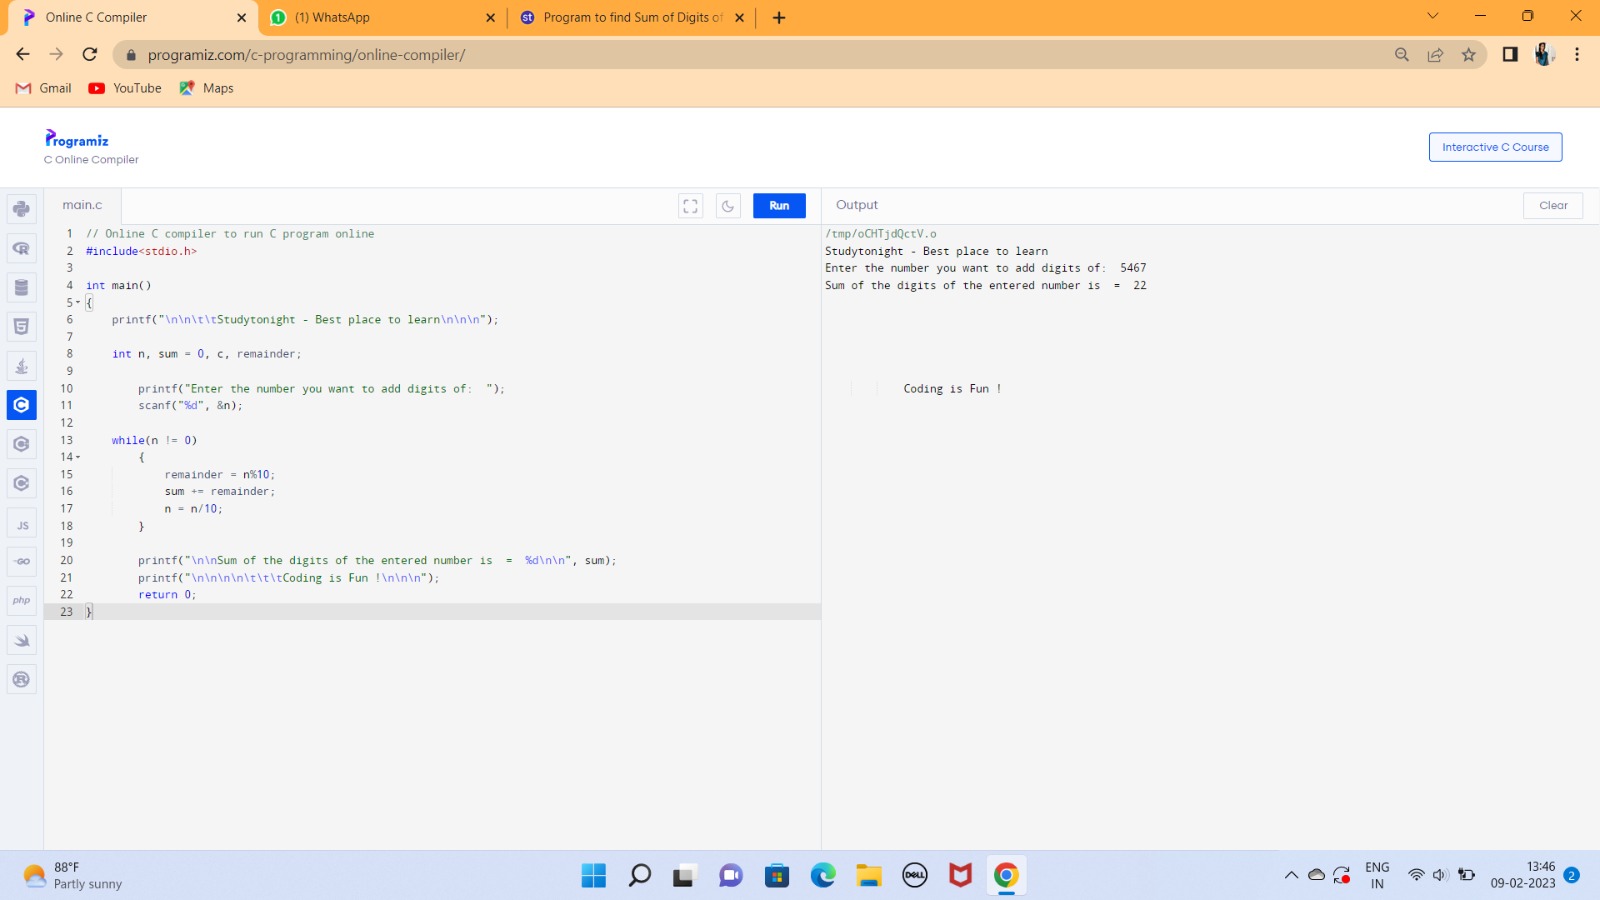 Online C Compiler
1
(1) WhatsApp
st
Program to find Sum of Digits of
programiz.com/c-programming/online-compiler/
Gmail
YouTube
Maps
Programiz
C Online Compiler
Interactive C Course
main.c
Run
Output
Clear
1 // Online C compiler to run C program online
2 #include<stdio.h>
3
4 int main()
5 {
6     printf("\n\n\t\tStudytonight - Best place to learn\n\n\n");
7
8     int n, sum = 0, c, remainder;
9
10         printf("Enter the number you want to add digits of:  ");
11         scanf("%d", &n);
12
13     while(n != 0)
14         {
15             remainder = n%10;
16             sum += remainder;
17             n = n/10;
18         }
19
20         printf("\n\nSum of the digits of the entered number is  =  %d\n\n", sum);
21         printf("\n\n\n\n\t\t\tCoding is Fun !\n\n\n");
22         return 0;
23 }
/tmp/oCHTjdQctV.o
Studytonight - Best place to learn
Enter the number you want to add digits of:  5467
Sum of the digits of the entered number is  =  22
Coding is Fun !
JS
GO
php
88°F
Partly sunny
DELL
ENG
IN
13:46
09-02-2023
2